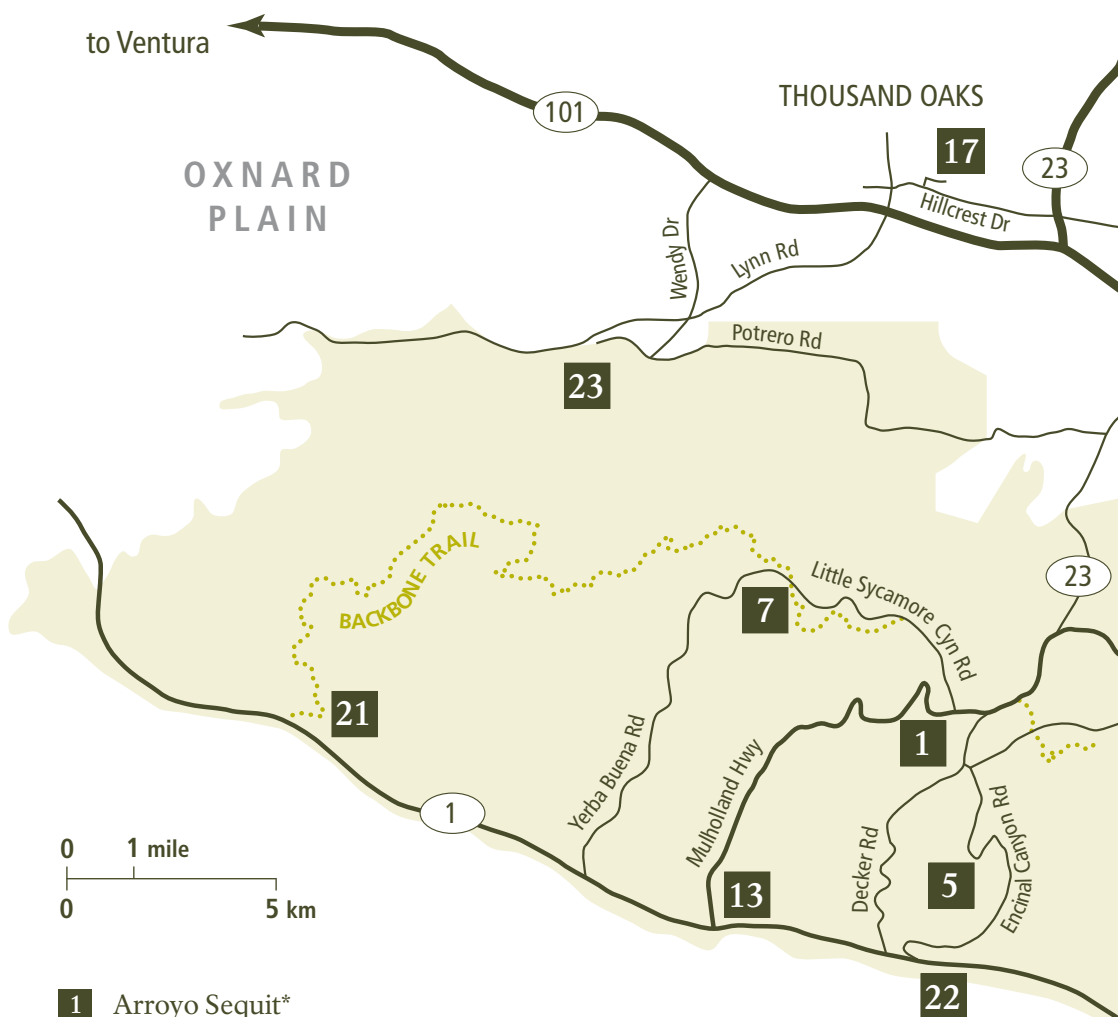 to Ventura
101
THOUSAND OAKS
17
23
OXNARD
PLAIN
Hillcrest Dr
Wendy Dr
Lynn Rd
Potrero Rd
23
BACKBONE TRAIL
Little Sycamore Cyn Rd
23
7
21
1
Yerba Buena Rd
Mulholland Hwy
1
Decker Rd
Encinal Canyon Rd
5
13
22
0 1 mile
0 5 km
1 Arroyo Sequit*